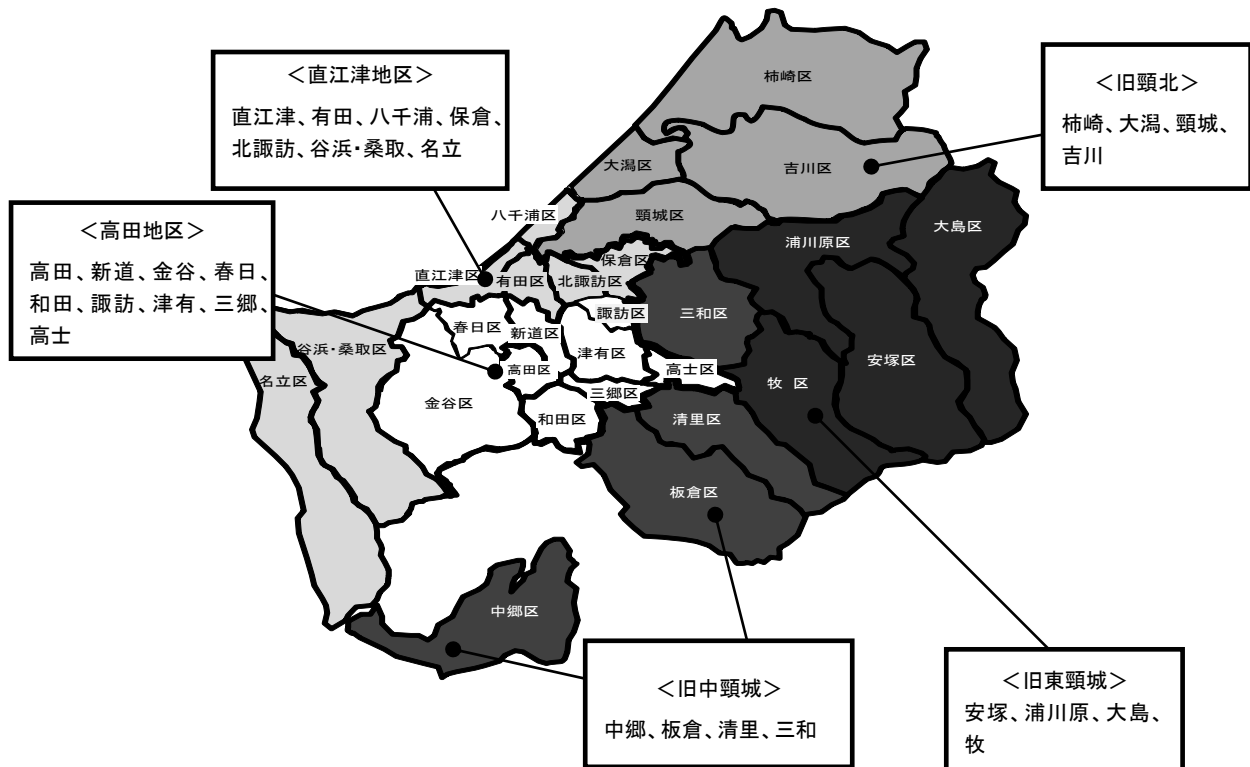 ＜直江津地区＞
直江津、有田、八千浦、保倉、
北諏訪、谷浜・桑取、名立
＜旧頸北＞
柿崎、大潟、頸城、
吉川
＜高田地区＞
高田、新道、金谷、春日、
和田、諏訪、津有、三郷、
高士
柿崎区
大潟区
吉川区
八千浦区
頸城区
大島区
浦川原区
保倉区
直江津区
有田区
北諏訪区
諏訪区
三和区
春日区
新道区
谷浜・桑取区
津有区
安塚区
名立区
高田区
高士区
牧 区
三郷区
金谷区
和田区
清里区
板倉区
中郷区
＜旧中頸城＞
中郷、板倉、清里、三和
＜旧東頸城＞
安塚、浦川原、大島、
牧